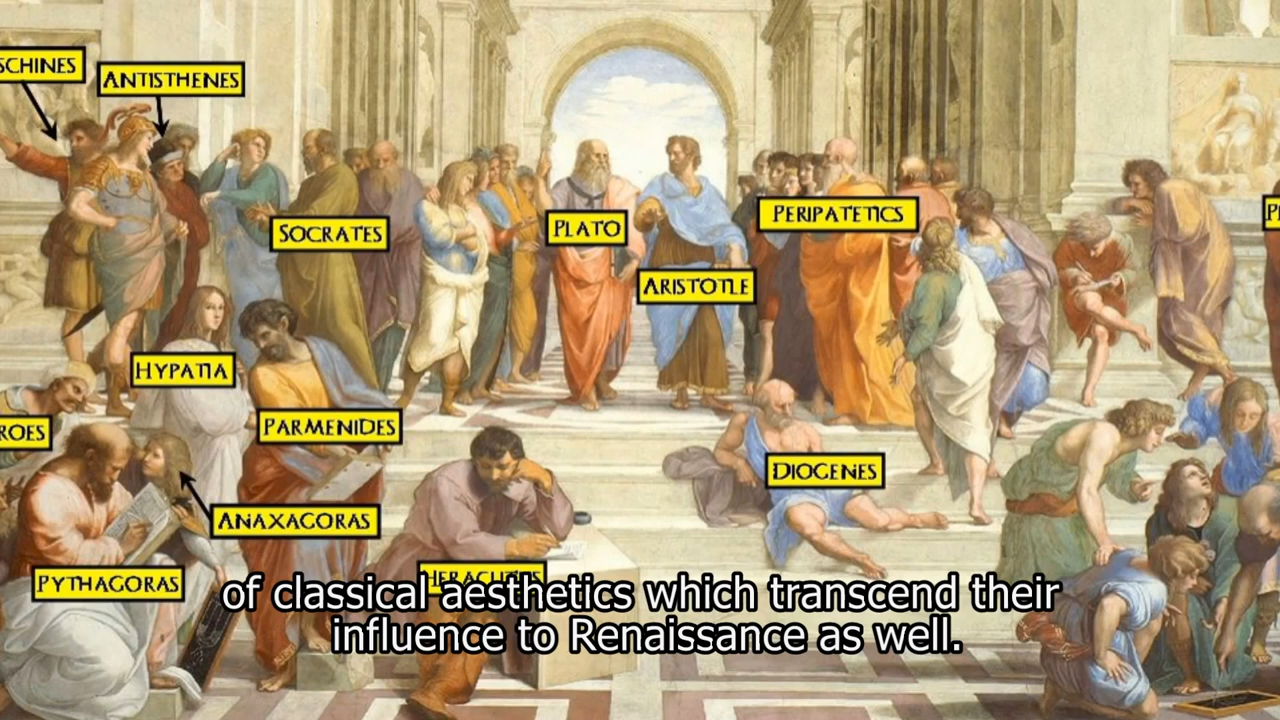 SCHINES
ANTISTHENES
SOCRATES
PLATO
PERIPATETICS
ARISTOTLE
HYPATIA
ROES
PARMENIDES
DIOGENES
ANAXAGORAS
PYTHAGORAS
HERACLITUS
of classical aesthetics which transcend their
influence to Renaissance as well.